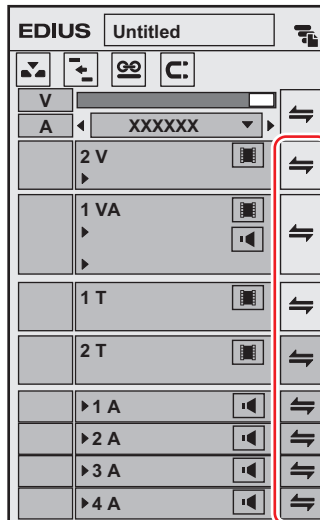 EDIUS Untitled
V
A XXXXXX
2 V
1 VA
1 T
2 T
1 A
2 A
3 A
4 A